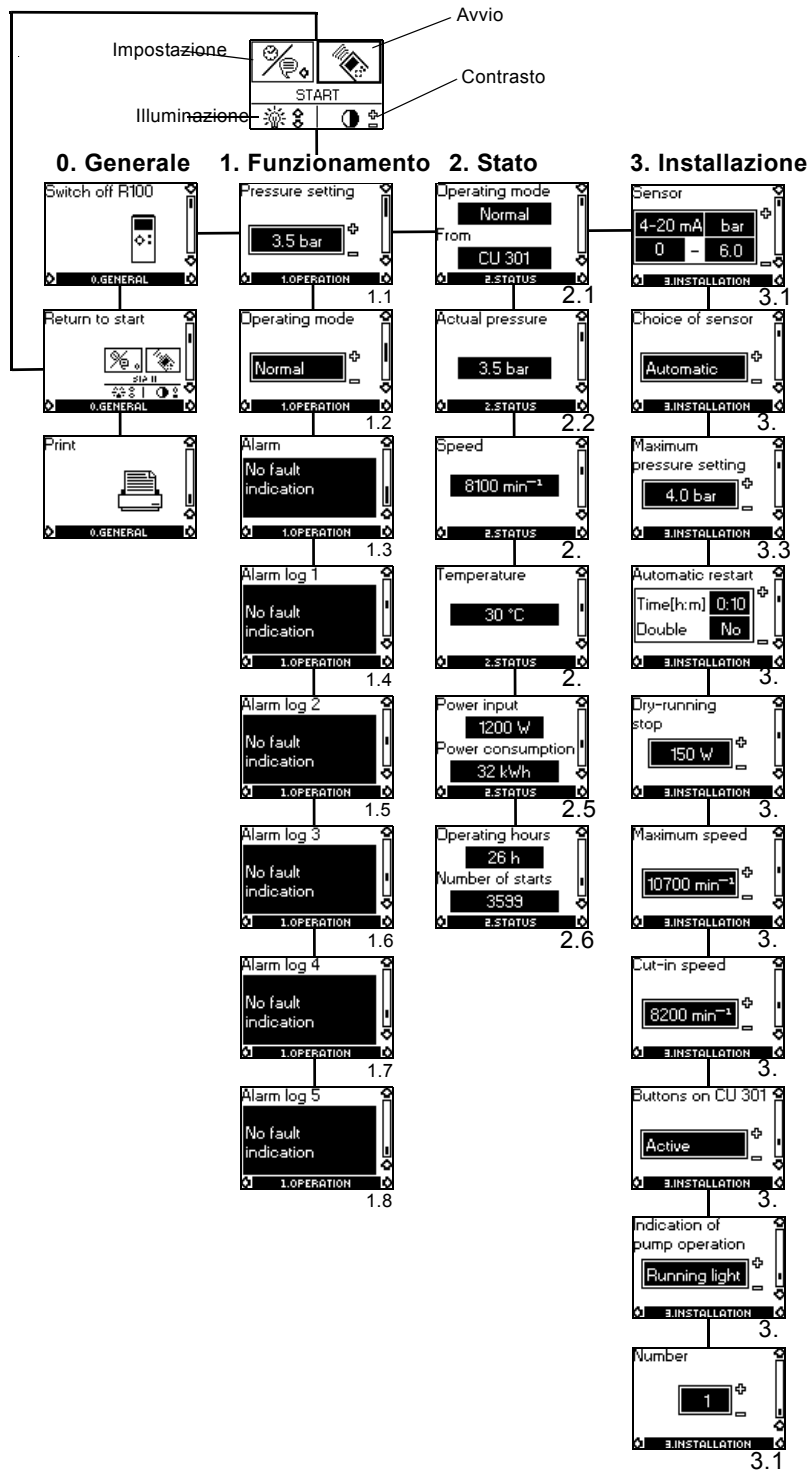 Avvio
Impostazione
START
Contrasto
Illuminazione
0. Generale
Switch off R100
0.GENERAL
Return to start
START
0.GENERAL
Print
0.GENERAL
1. Funzionamento
Pressure setting
3.5 bar
1.OPERATION
1.1
Operating mode
Normal
1.OPERATION
1.2
Alarm
No fault
indication
1.OPERATION
1.3
Alarm log 1
No fault
indication
1.OPERATION
1.4
Alarm log 2
No fault
indication
1.OPERATION
1.5
Alarm log 3
No fault
indication
1.OPERATION
1.6
Alarm log 4
No fault
indication
1.OPERATION
1.7
Alarm log 5
No fault
indication
1.OPERATION
1.8
2. Stato
Operating mode
Normal
From
CU 301
2.STATUS
2.1
Actual pressure
3.5 bar
2.STATUS
2.2
Speed
8100 min⁻¹
2.STATUS
2.
Temperature
30 °C
2.STATUS
2.
Power input
1200 W
Power consumption
32 kWh
2.STATUS
2.5
Operating hours
26 h
Number of starts
3599
2.STATUS
2.6
3. Installazione
Sensor
4-20 mA bar
0 - 6.0
3.INSTALLATION
3.1
Choice of sensor
Automatic
3.INSTALLATION
3.
Maximum
pressure setting
4.0 bar
3.INSTALLATION
3.3
Automatic restart
Time[h:m] 0:10
Double No
3.INSTALLATION
3.
Dry-running
stop
150 W
3.INSTALLATION
3.
Maximum speed
10700 min⁻¹
3.INSTALLATION
3.
Cut-in speed
8200 min⁻¹
3.INSTALLATION
3.
Buttons on CU 301
Active
3.INSTALLATION
3.
Indication of
pump operation
Running light
3.INSTALLATION
3.
Number
1
3.INSTALLATION
3.1